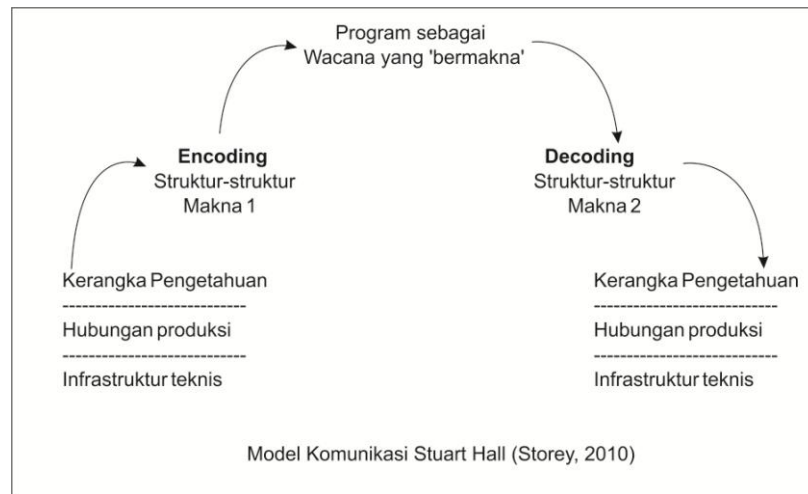 Program sebagai
Wacana yang 'bermakna'
Encoding
Struktur-struktur
Makna 1
Decoding
Struktur-struktur
Makna 2
Kerangka Pengetahuan
----------------------------
Hubungan produksi
----------------------------
Infrastruktur teknis
Kerangka Pengetahuan
----------------------------
Hubungan produksi
----------------------------
Infrastruktur teknis
Model Komunikasi Stuart Hall (Storey, 2010)